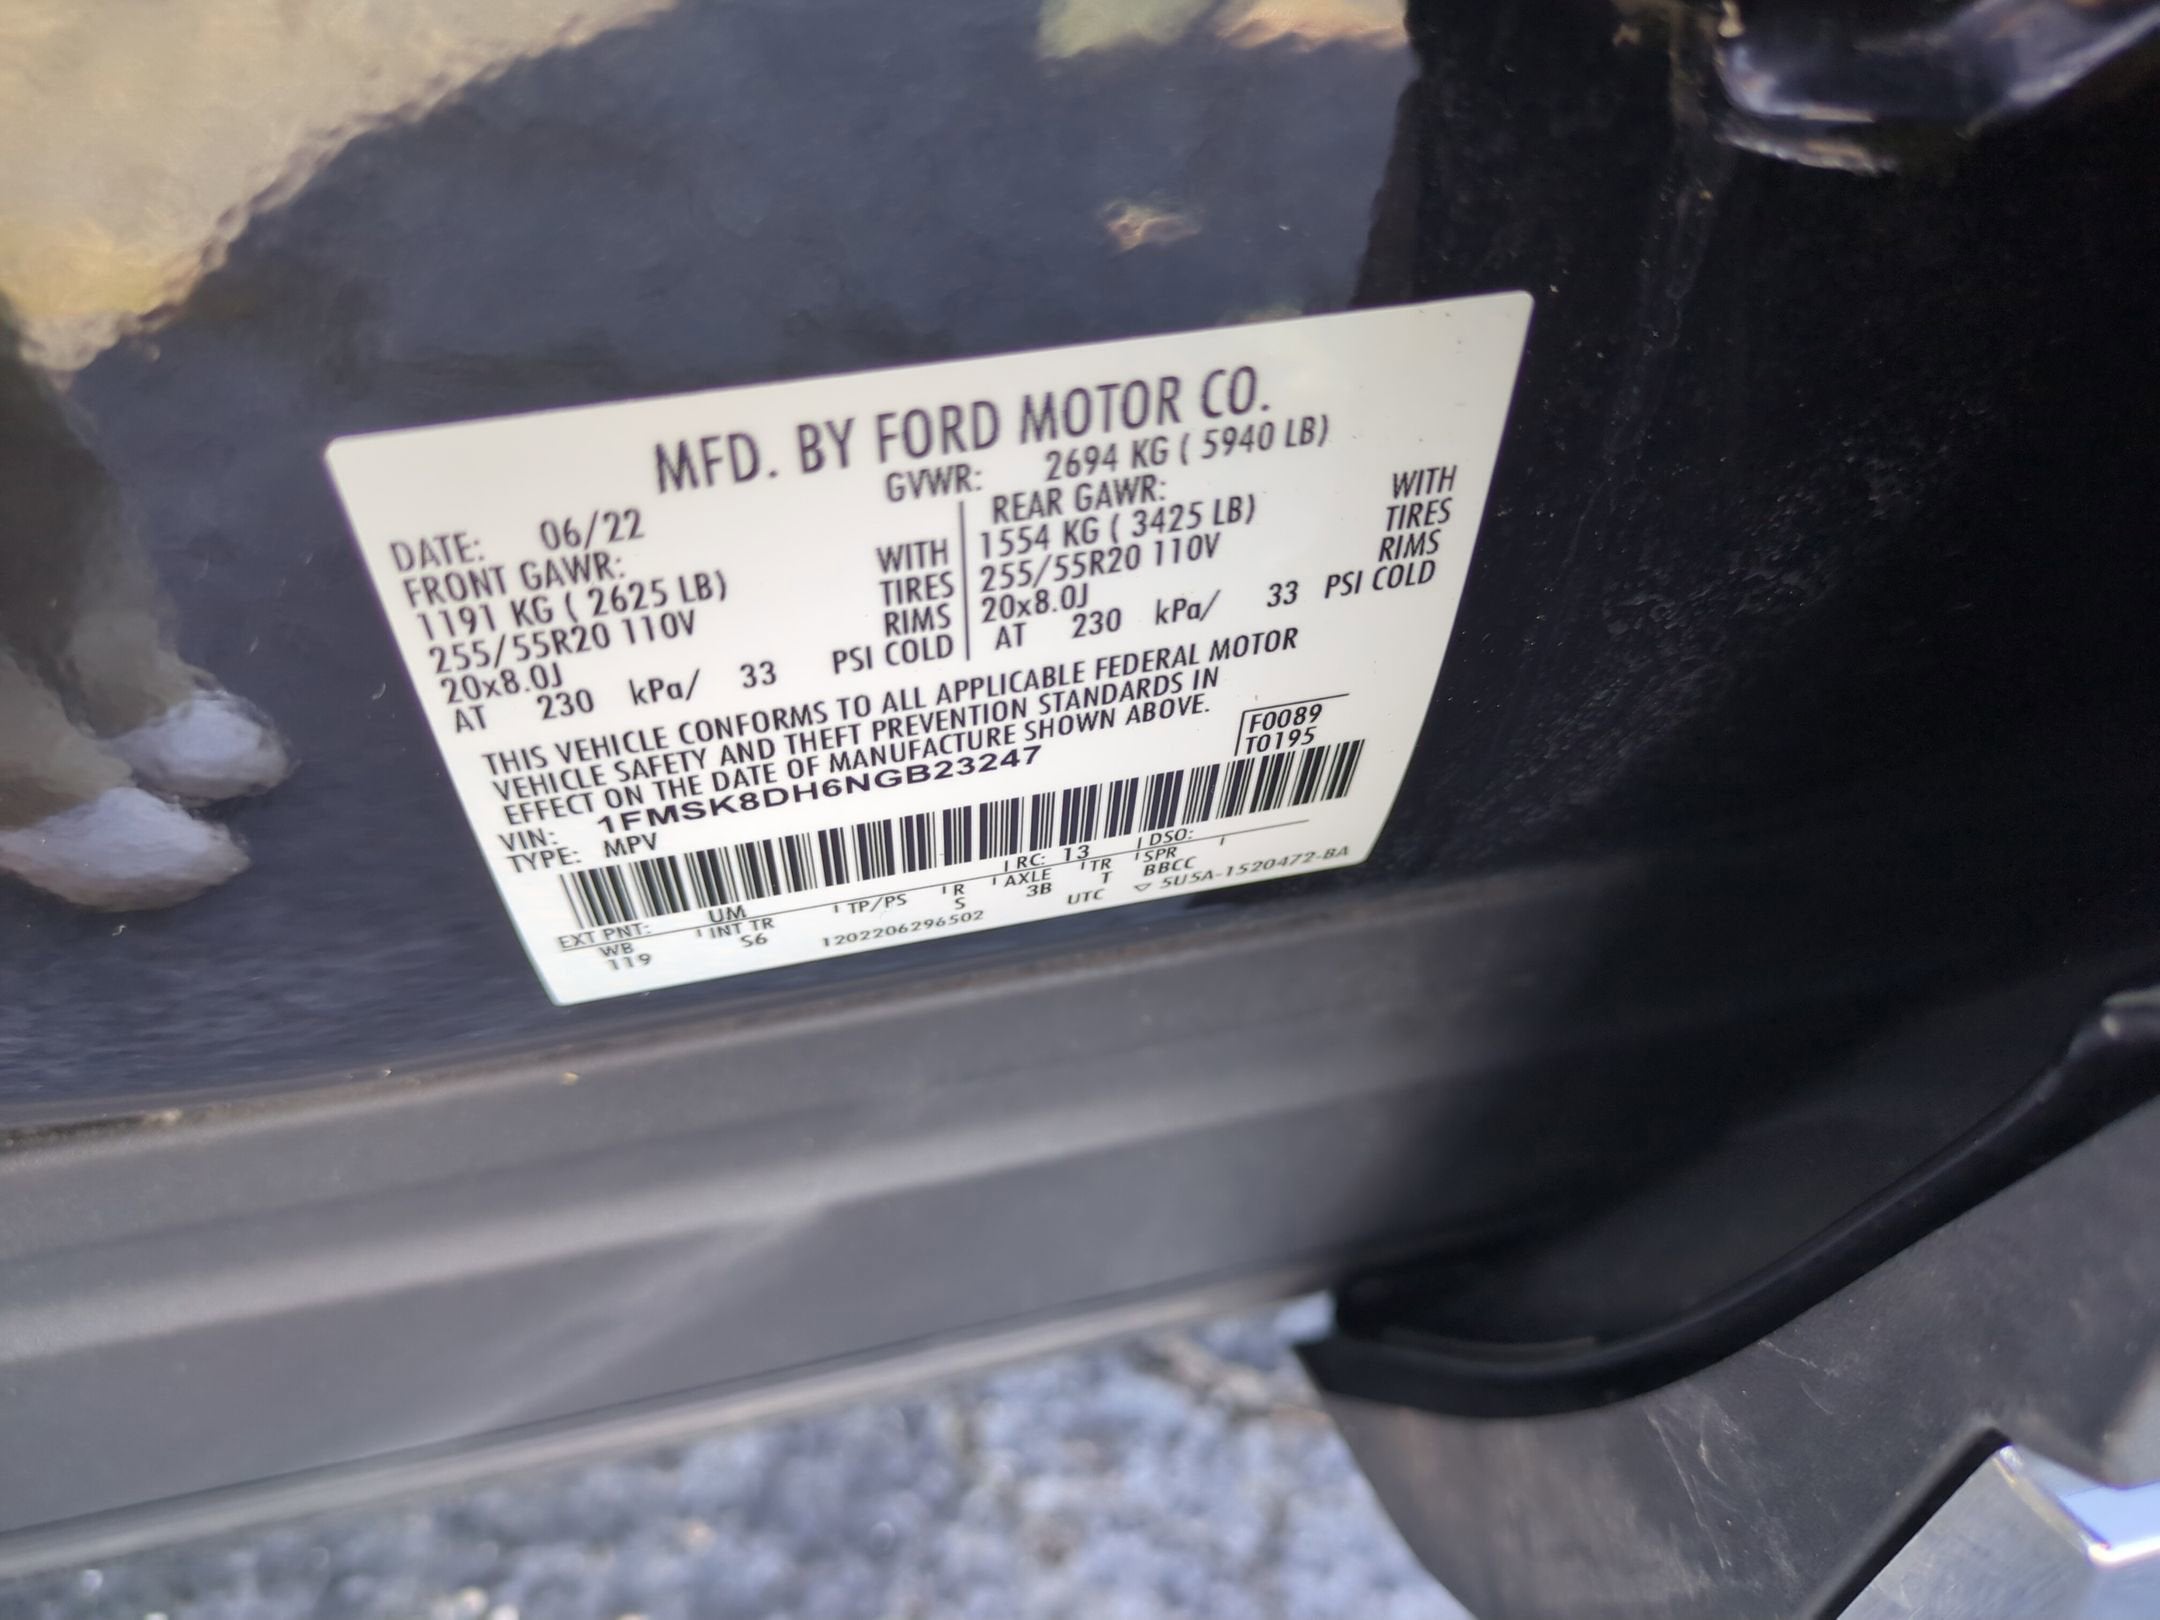 MFD. BY FORD MOTOR CO.
DATE: 06/22 GVWR: 2694 KG ( 5940 LB)
FRONT GAWR: REAR GAWR:
1191 KG ( 2625 LB) WITH 1554 KG ( 3425 LB) WITH
255/55R20 110V TIRES 255/55R20 110V TIRES
20x8.0J RIMS 20x8.0J RIMS
AT 230 kPa/ 33 PSI COLD AT 230 kPa/ 33 PSI COLD
THIS VEHICLE CONFORMS TO ALL APPLICABLE FEDERAL MOTOR
VEHICLE SAFETY AND THEFT PREVENTION STANDARDS IN
EFFECT ON THE DATE OF MANUFACTURE SHOWN ABOVE.
F0089
T0195
VIN: 1FMSK8DH6NGB23247
TYPE: MPV
EXT PNT: UM RC: 13 DSO:
WB INT TR TP/PS R AXLE TR SPR
119 S6 S 3B T BBCC
1202206296502 UTC ▽ 5U5A-1520472-BA